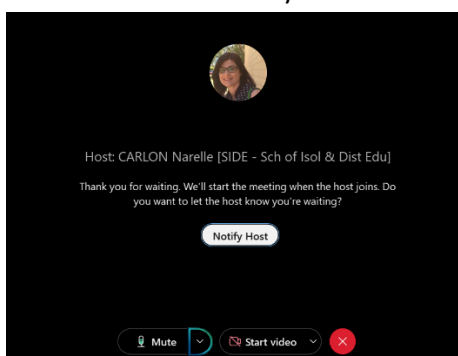 Host: CARLON Narelle [SIDE - Sch of Isol & Dist Edu]
Thank you for waiting. We'll start the meeting when the host joins. Do
you want to let the host know you're waiting?
Notify Host
Mute
Start video